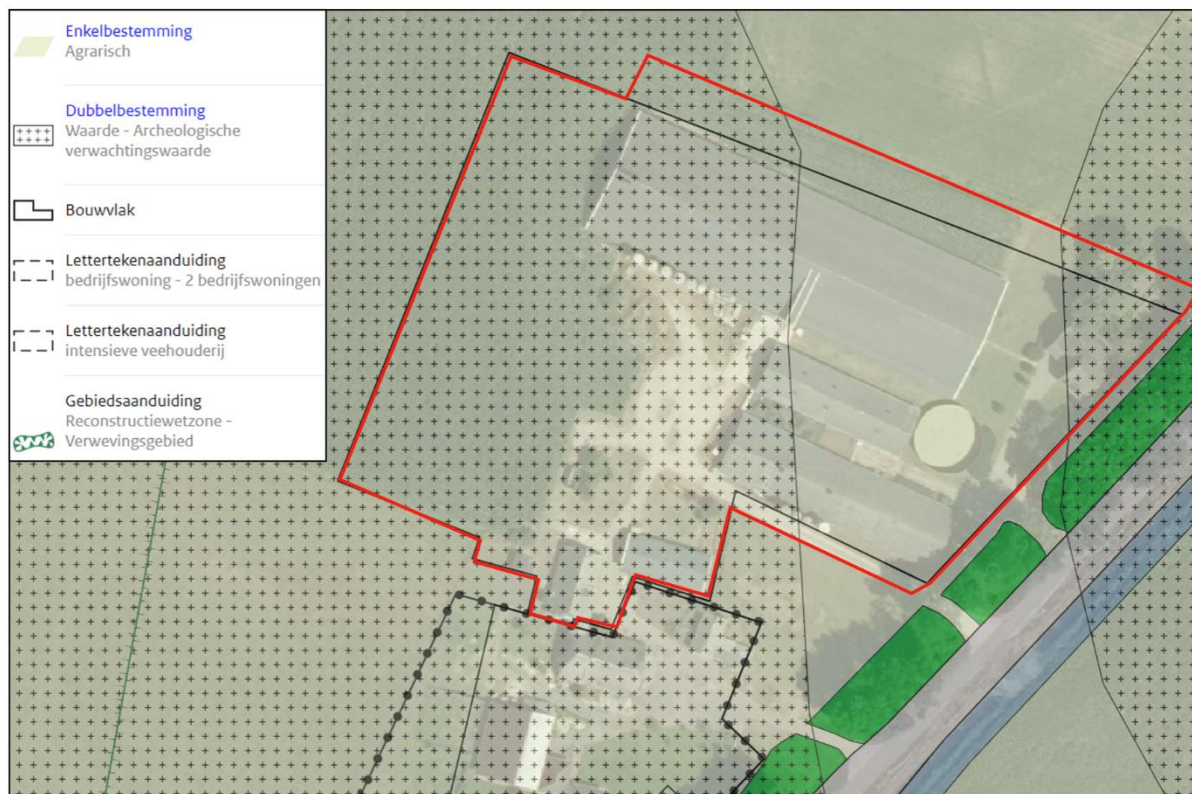 Enkelbestemming
Agrarisch
Dubbelbestemming
Waarde - Archeologische
verwachtingswaarde
Bouwvlak
Lettertekenaanduiding
bedrijfswoning - 2 bedrijfswoningen
Lettertekenaanduiding
intensieve veehouderij
Gebiedsaanduiding
Reconstructiewetzone -
Verwevingsgebied